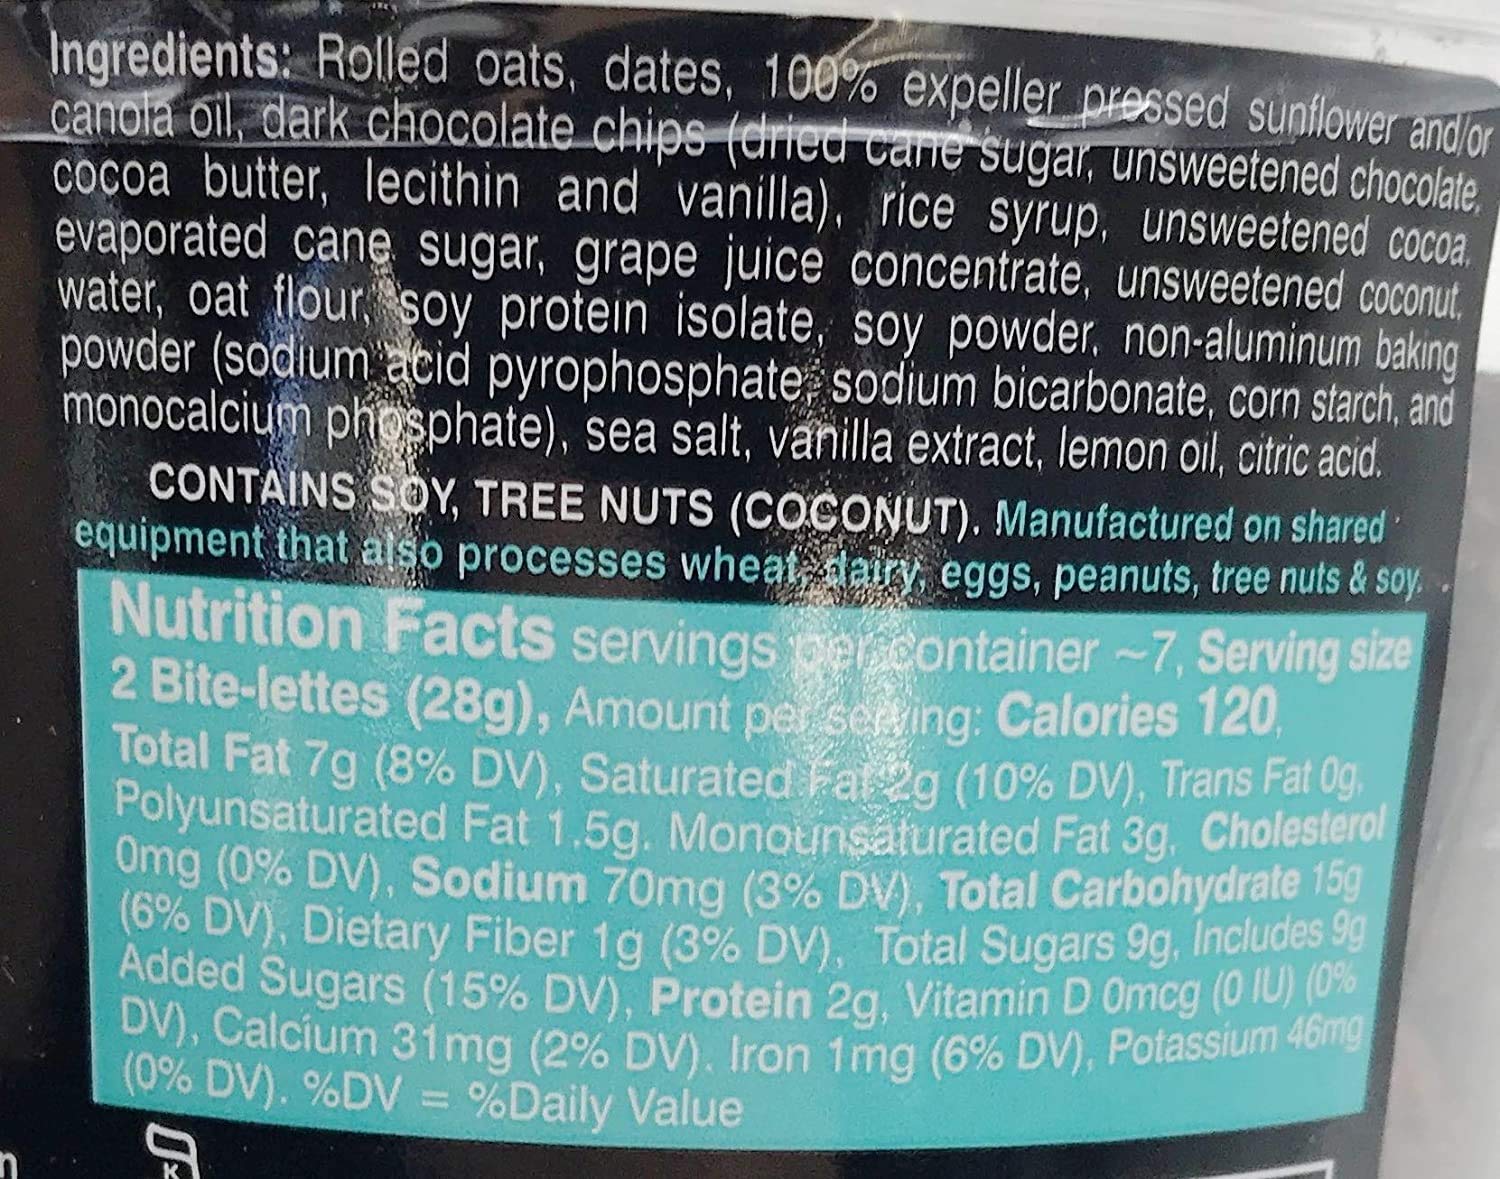 Ingredients: Rolled oats, dates, 100% expeller pressed sunflower and/or
canola oil, dark chocolate chips (dried cane sugar, unsweetened chocolate,
cocoa butter, lecithin and vanilla), rice syrup, unsweetened cocoa,
evaporated cane sugar, grape juice concentrate, unsweetened coconut,
water, oat flour, soy protein isolate, soy powder, non-aluminum baking
powder (sodium acid pyrophosphate, sodium bicarbonate, corn starch, and
monocalcium phosphate), sea salt, vanilla extract, lemon oil, citric acid.
CONTAINS SOY, TREE NUTS (COCONUT). Manufactured on shared
equipment that also processes wheat, dairy, eggs, peanuts, tree nuts & soy.
Nutrition Facts servings per container ~7, Serving size
2 Bite-lettes (28g), Amount per serving: Calories 120,
Total Fat 7g (8% DV), Saturated Fat 2g (10% DV), Trans Fat 0g,
Polyunsaturated Fat 1.5g, Monounsaturated Fat 3g, Cholesterol
0mg (0% DV), Sodium 70mg (3% DV), Total Carbohydrate 15g
(6% DV), Dietary Fiber 1g (3% DV), Total Sugars 9g, Includes 9g
Added Sugars (15% DV), Protein 2g, Vitamin D 0mcg (0 IU) (0%
DV), Calcium 31mg (2% DV), Iron 1mg (6% DV), Potassium 46mg
(0% DV). %DV = %Daily Value
K